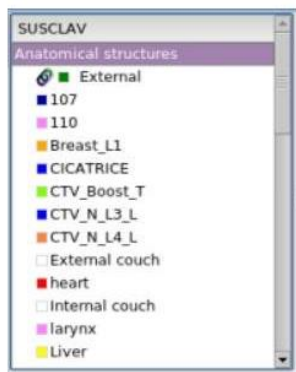 SUSCLAV
Anatomical structures
External
107
110
Breast_L1
CICATRICE
CTV_Boost_T
CTV_N_L3_L
CTV_N_L4_L
External couch
heart
Internal couch
larynx
Liver